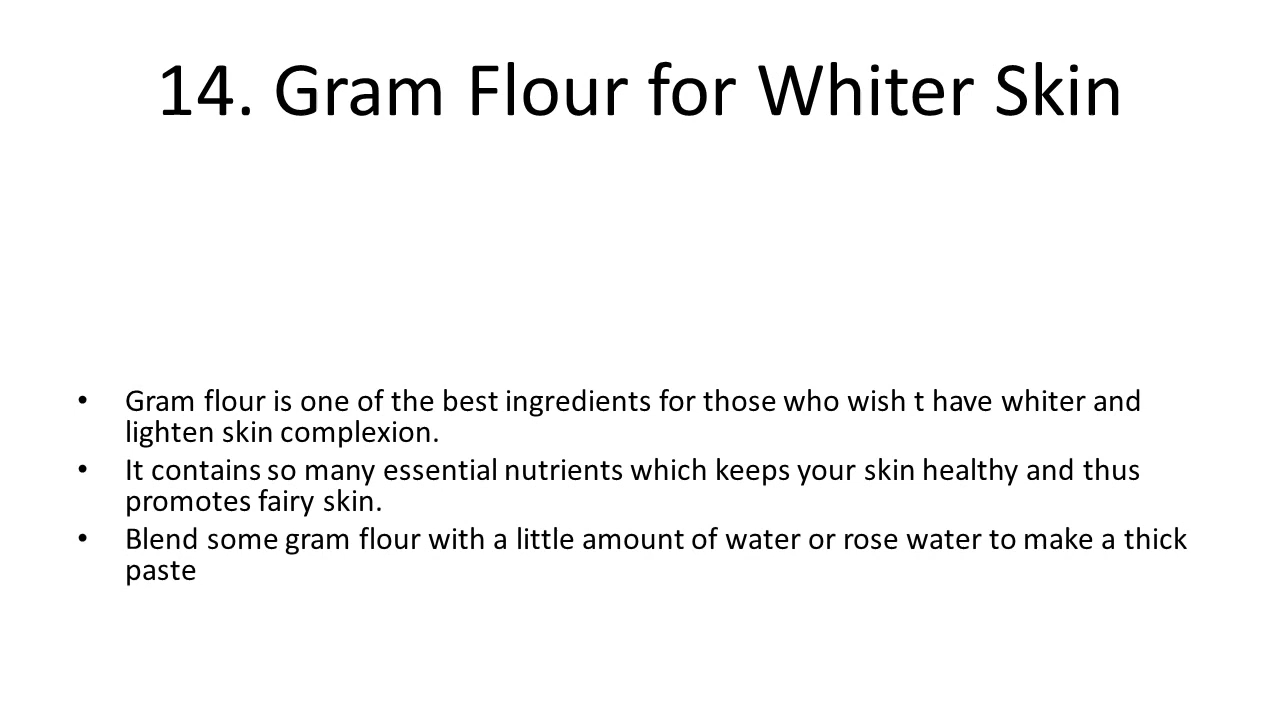 14. Gram Flour for Whiter Skin
• Gram flour is one of the best ingredients for those who wish t have whiter and
lighten skin complexion.
• It contains so many essential nutrients which keeps your skin healthy and thus
promotes fairy skin.
• Blend some gram flour with a little amount of water or rose water to make a thick
paste